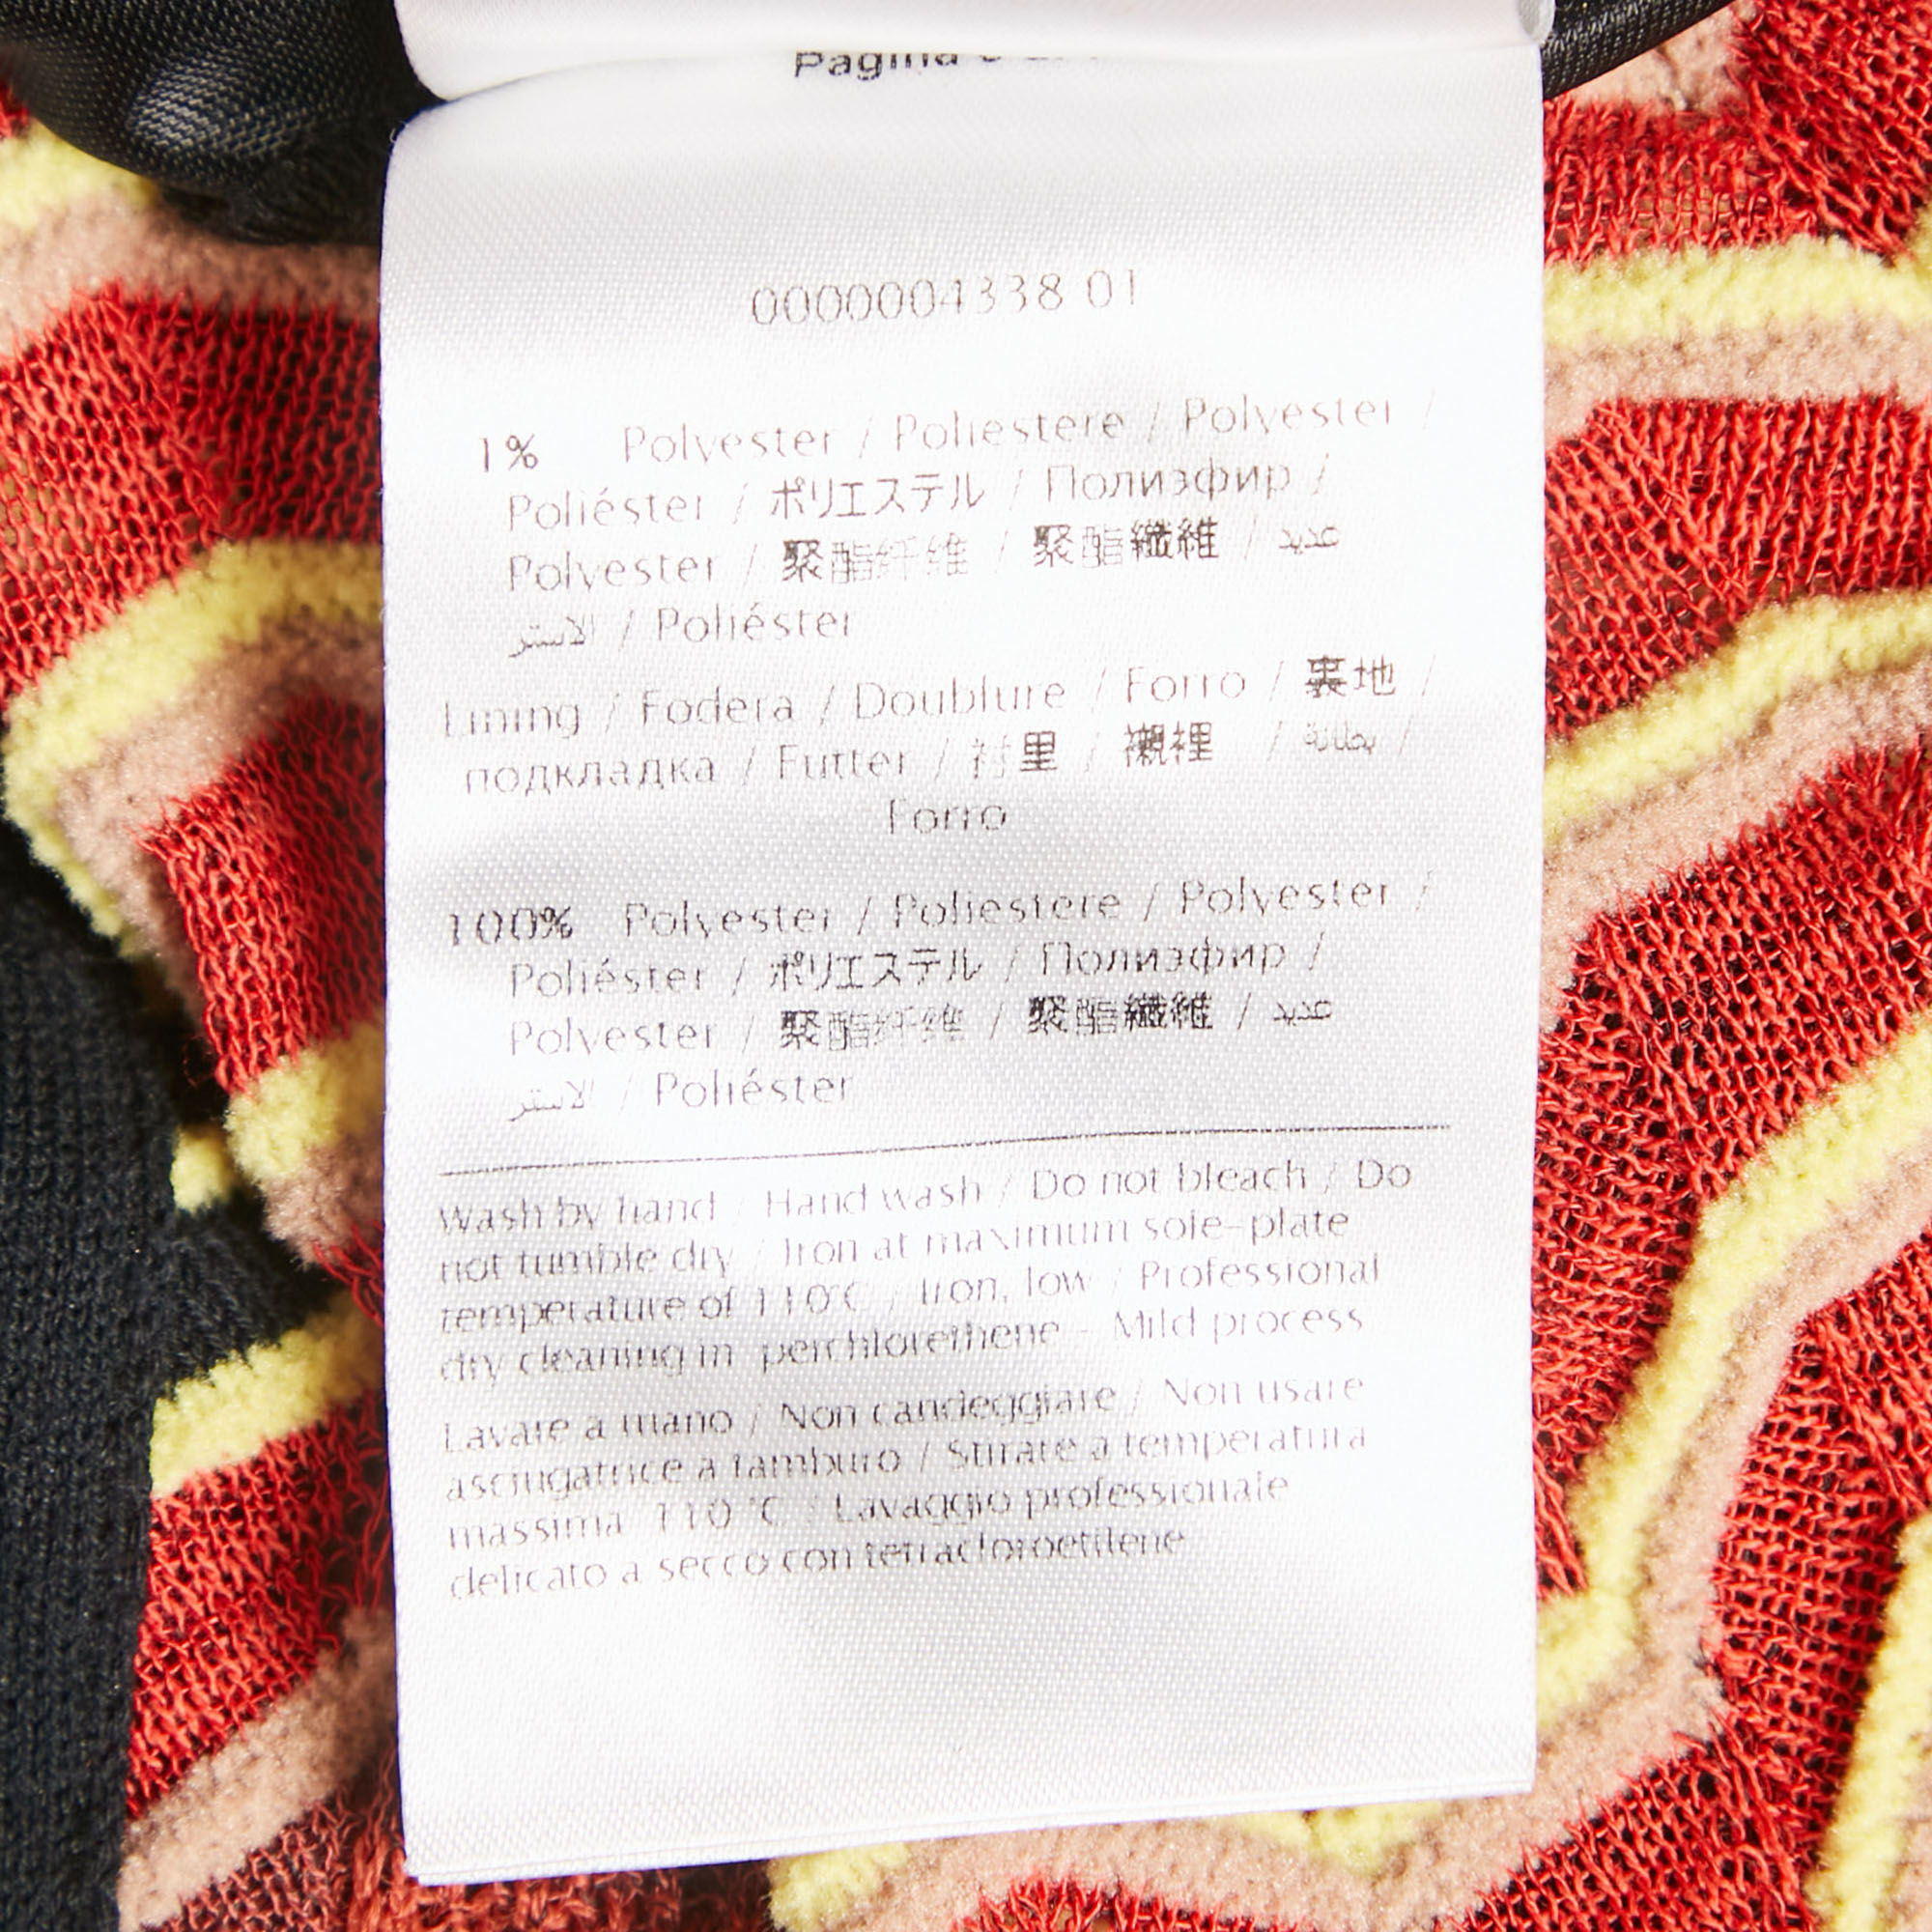 Pagina
0000004338 01
1% Polyester / Poliestere / Polyester /
Poliéster / ポリエステル / Полиэфир /
Polyester / 聚酯纤维 / 聚酯纖維 / عديد
الاستر / Poliéster
Lining / Fodera / Doublure / Forro / 裏地 /
подкладка / Futter / 衬里 / 襯裡 / بطانة /
Forro
100% Polyester / Poliestere / Polyester /
Poliéster / ポリエステル / Полиэфир /
Polyester / 聚酯纤维 / 聚酯纖維 / عديد
الاستر / Poliéster
Wash by hand / Hand wash / Do not bleach / Do
not tumble dry / Iron at maximum sole-plate
temperature of 110°C / Iron, low / Professional
dry cleaning in perchlorethene - Mild process
Lavare a mano / Non candeggiare / Non usare
asciugatrice a tamburo / Stirare a temperatura
massima 110 °C / Lavaggio professionale
delicato a secco con tetracloroetilene